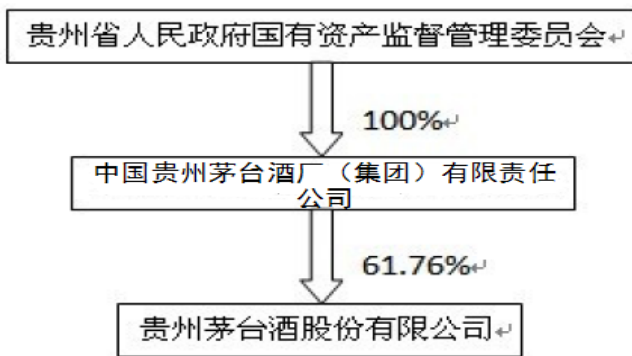 贵州省人民政府国有资产监督管理委员会↵
100%↵
中国贵州茅台酒厂（集团）有限责任
公司
61.76%↵
贵州茅台酒股份有限公司↵